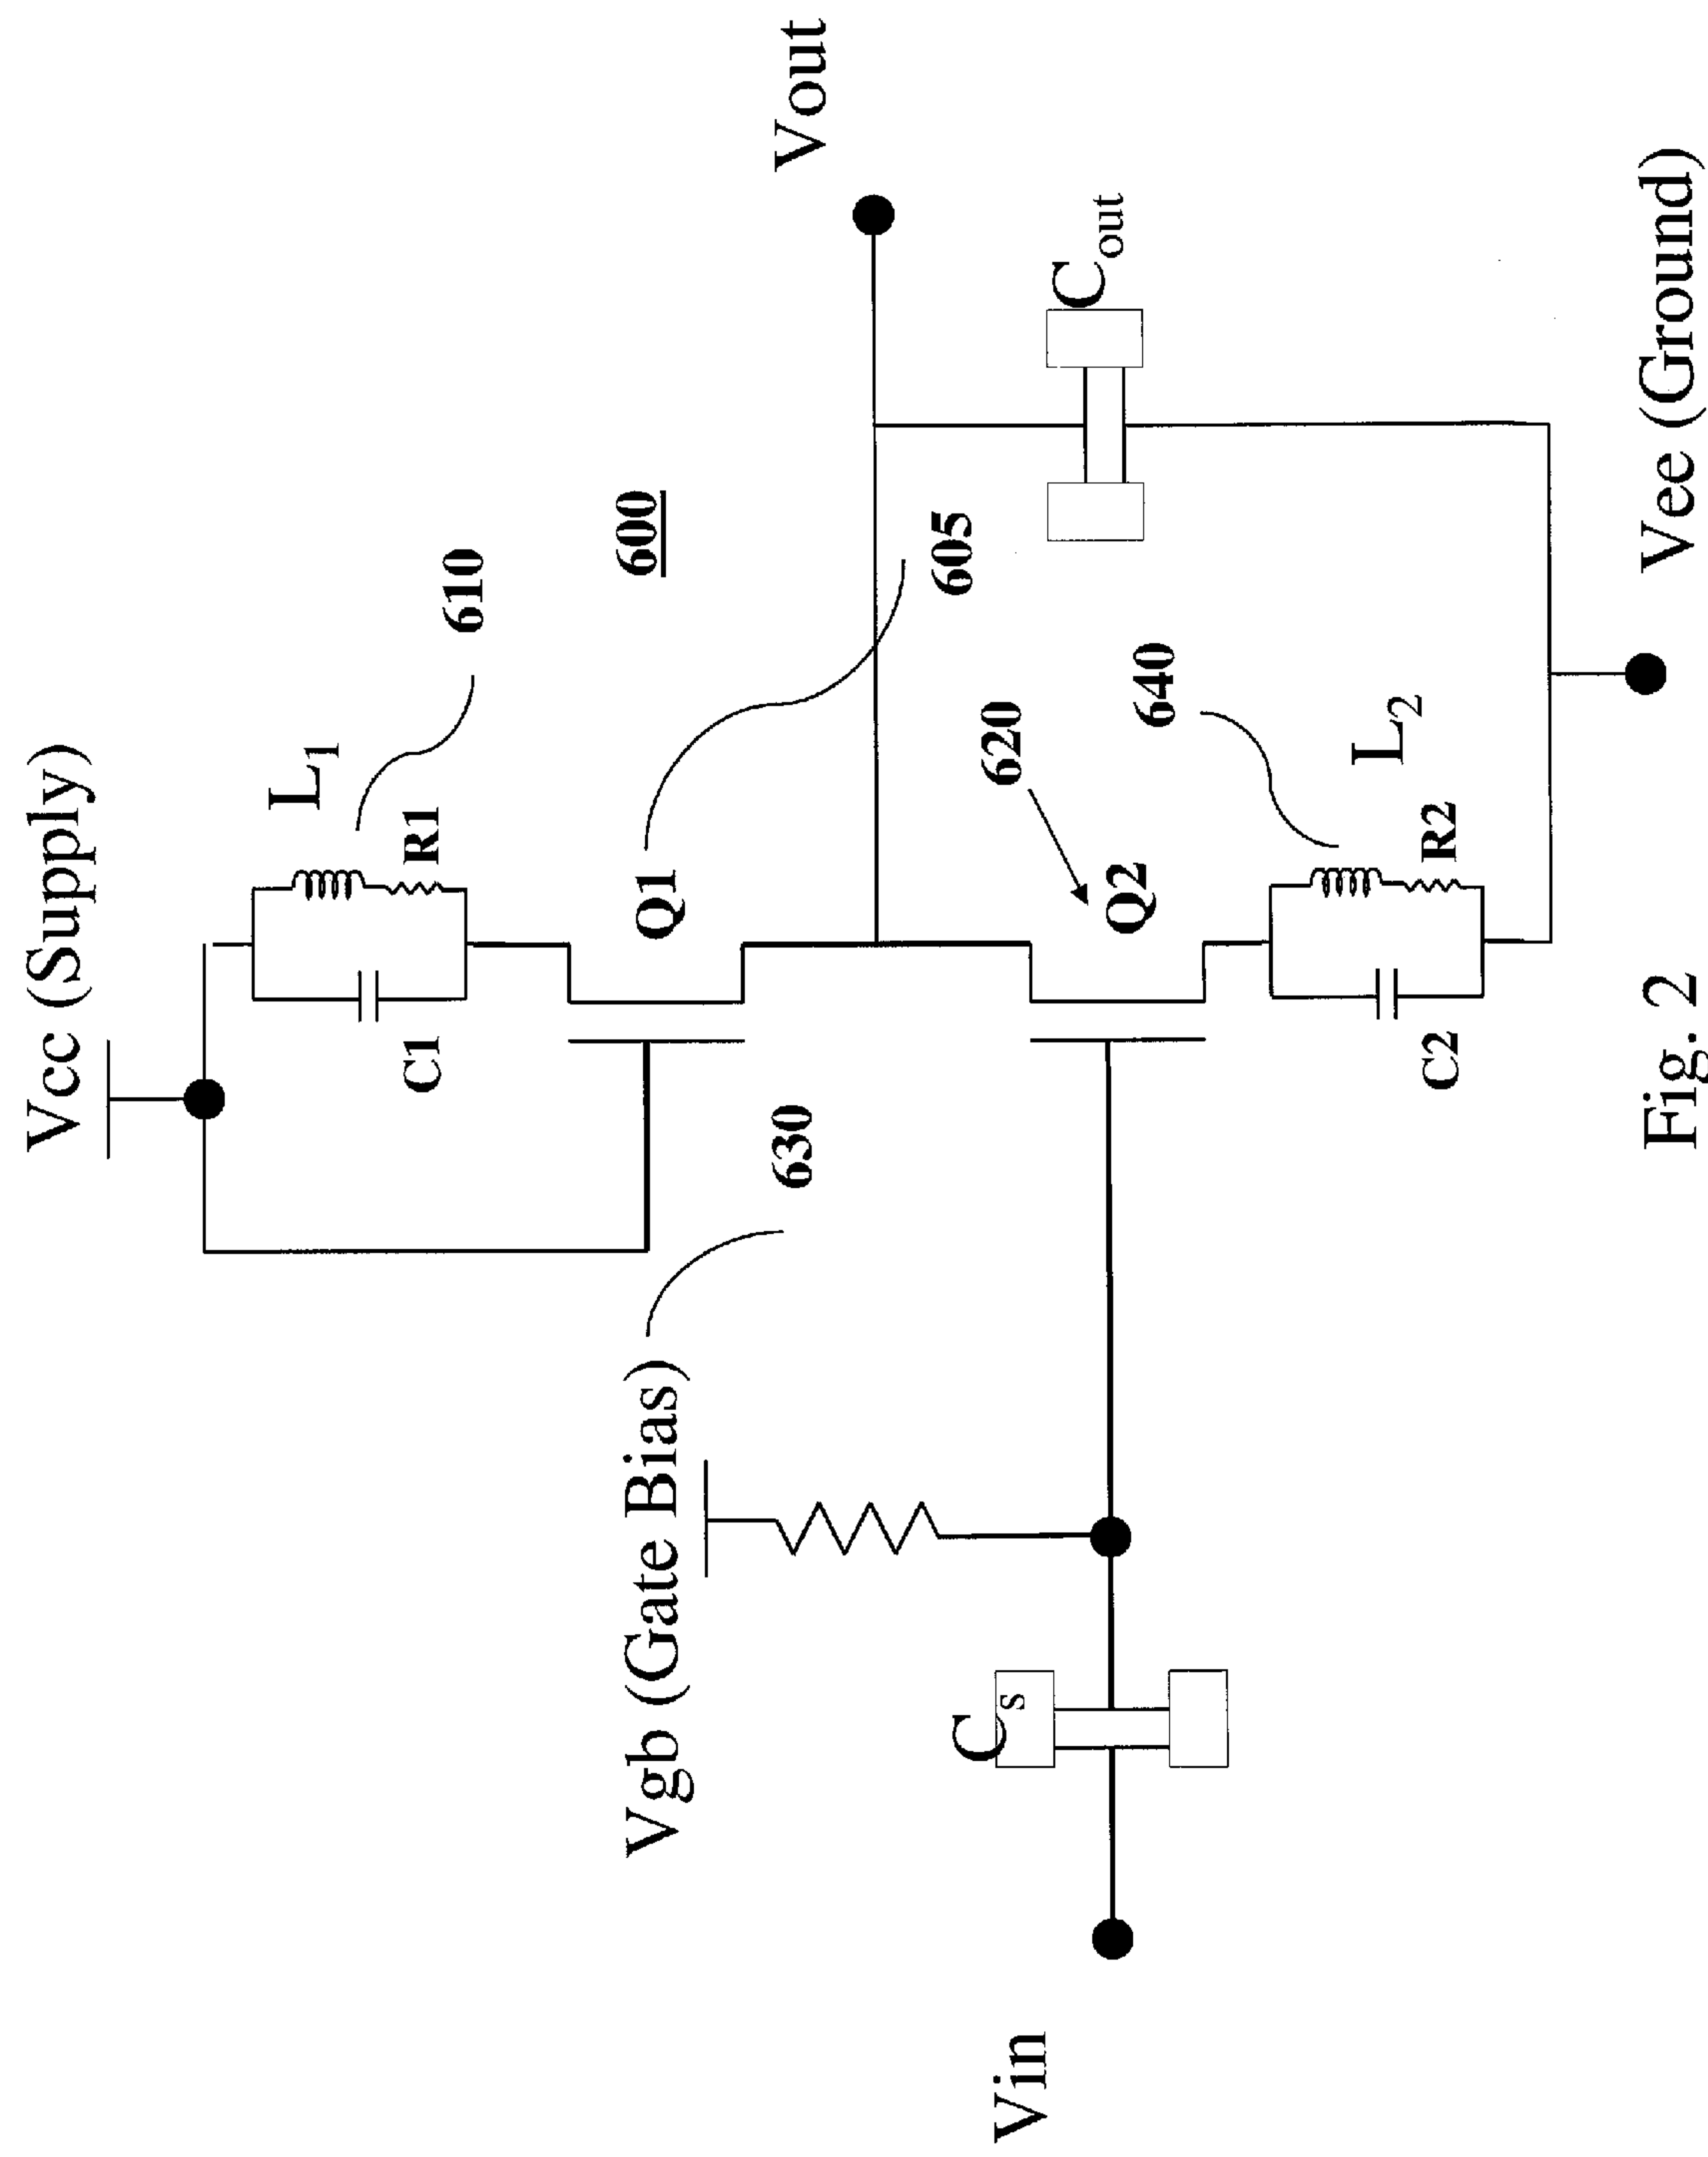 Vcc (Supply)
L1
610
C1
R1
600
Q1
Vgb (Gate Bias)
630
Vout
605
620
Cs
Cout
Vin
Q2
640
L2
C2
R2
Fig. 2
Vee (Ground)